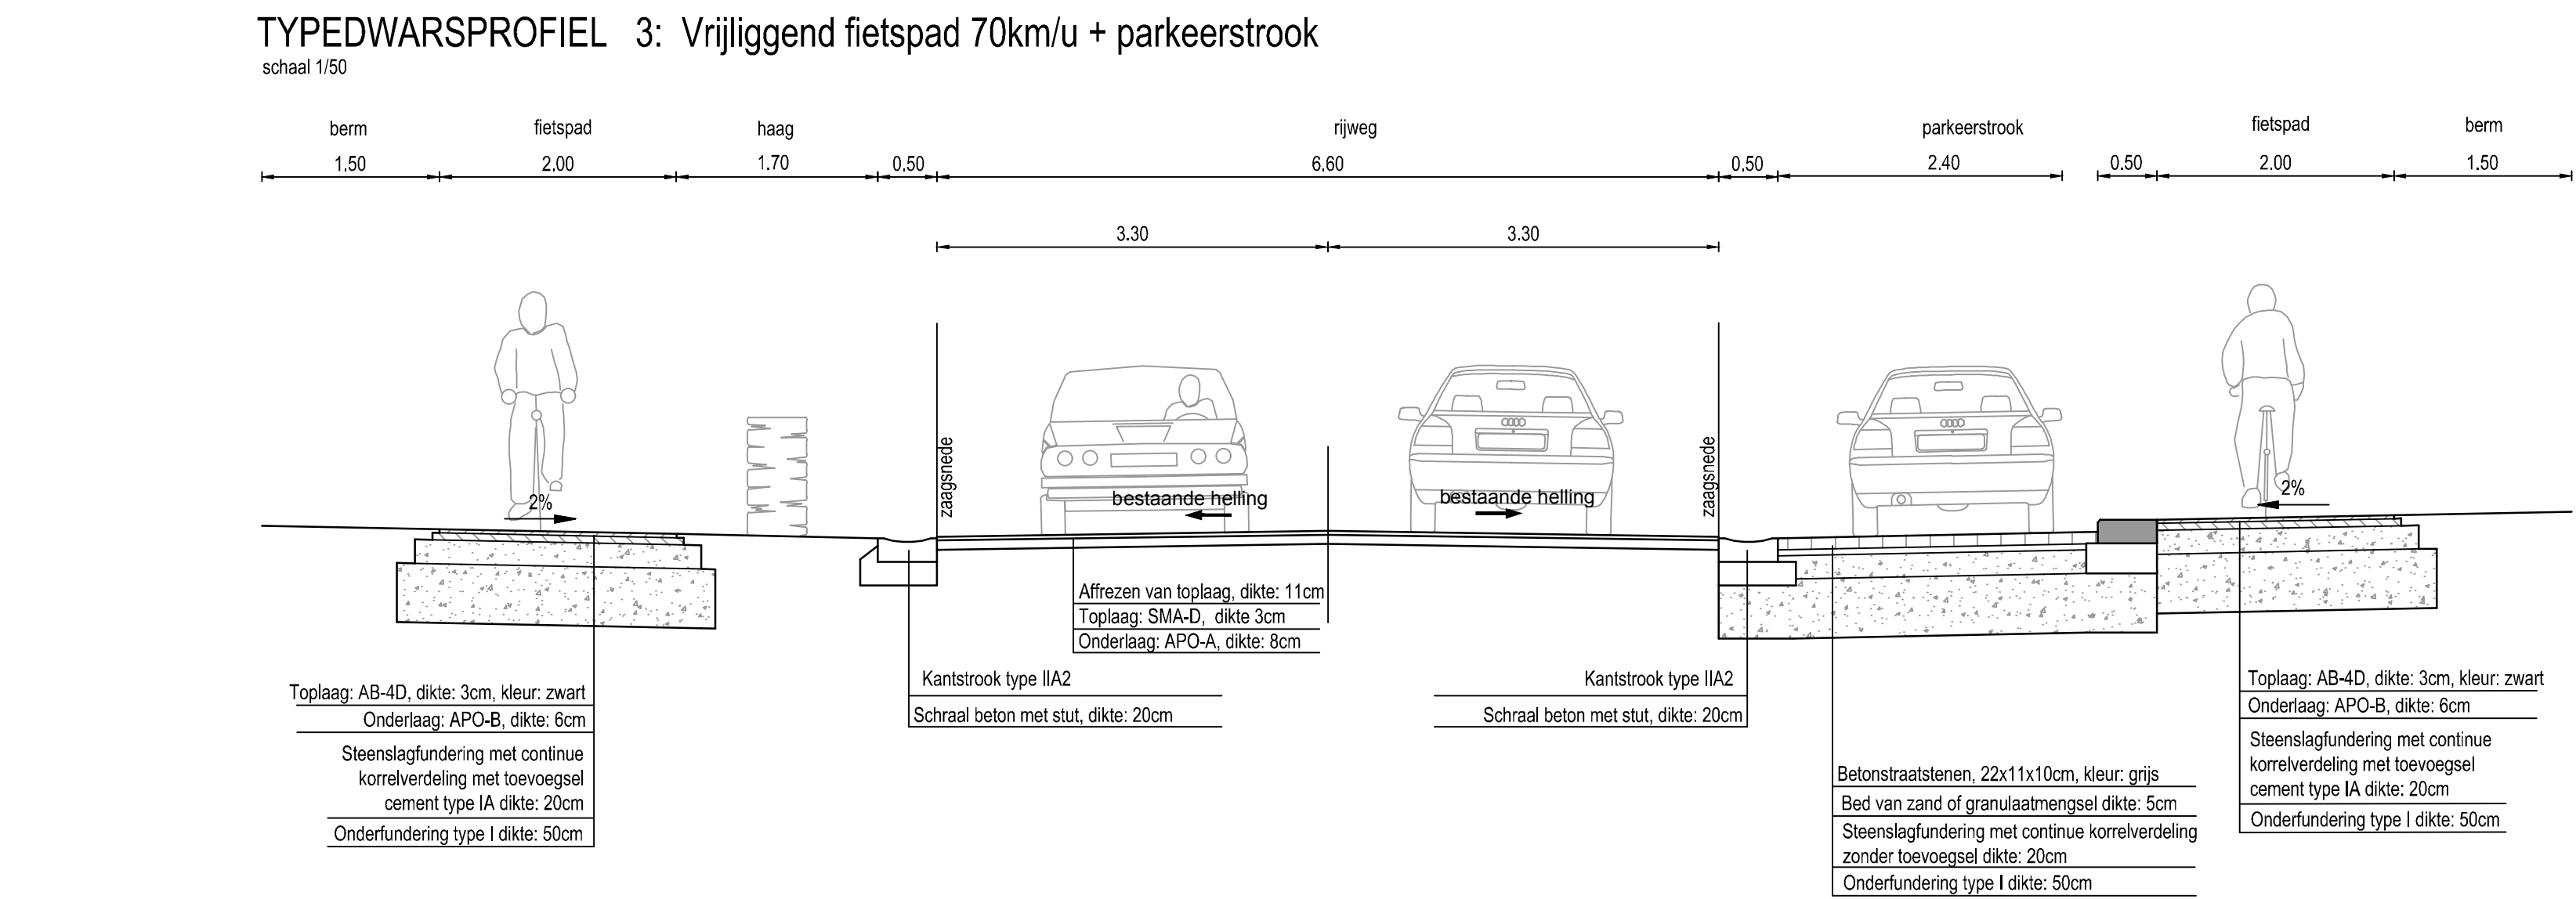 TYPEDWARSPROFIEL 3: Vrijliggend fietspad 70km/u + parkeerstrook
schaal 1/50
berm fietspad haag rijweg parkeerstrook fietspad berm
1.50 2.00 1.70 0.50 6.60 0.50 2.40 0.50 2.00 1.50
3.30 3.30
zaagsnede zaagsnede
2% bestaande helling bestaande helling 2%
Affrezen van toplaag, dikte: 11cm
Toplaag: SMA-D, dikte 3cm
Onderlaag: APO-A, dikte: 8cm
Toplaag: AB-4D, dikte: 3cm, kleur: zwart
Onderlaag: APO-B, dikte: 6cm
Steenslagfundering met continue
korrelverdeling met toevoegsel
cement type IA dikte: 20cm
Onderfundering type I dikte: 50cm
Kantstrook type IIA2
Schraal beton met stut, dikte: 20cm
Kantstrook type IIA2
Schraal beton met stut, dikte: 20cm
Betonstraatstenen, 22x11x10cm, kleur: grijs
Bed van zand of granulaatmengsel dikte: 5cm
Steenslagfundering met continue korrelverdeling
zonder toevoegsel dikte: 20cm
Onderfundering type I dikte: 50cm
Toplaag: AB-4D, dikte: 3cm, kleur: zwart
Onderlaag: APO-B, dikte: 6cm
Steenslagfundering met continue
korrelverdeling met toevoegsel
cement type IA dikte: 20cm
Onderfundering type I dikte: 50cm